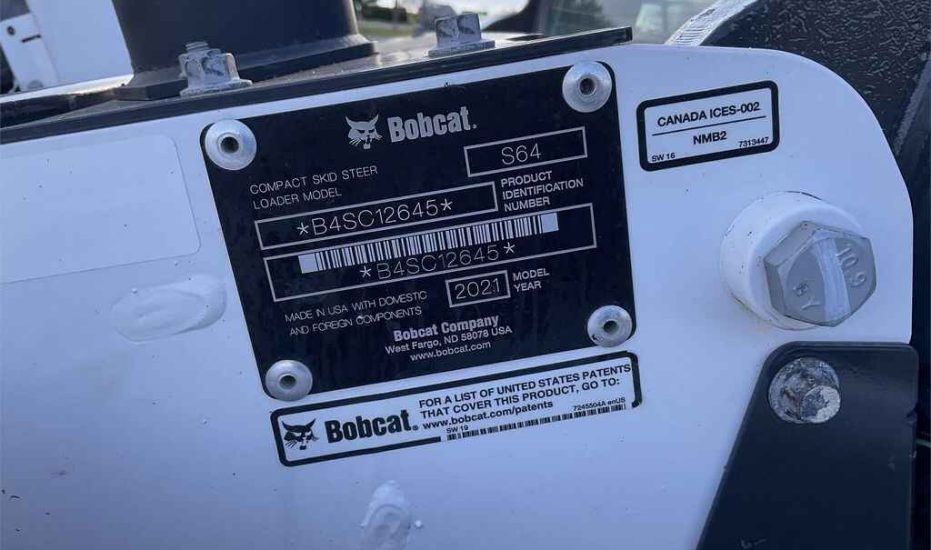 Bobcat.
COMPACT SKID STEER
LOADER MODEL
S64
*B4SC12645*
PRODUCT
IDENTIFICATION
NUMBER
*B4SC12645*
MADE IN USA WITH DOMESTIC
AND FOREIGN COMPONENTS
2021
MODEL
YEAR
Bobcat Company
West Fargo, ND 58078 USA
www.bobcat.com
CANADA ICES-002
NMB2
SW 16
7313447
10.9
BY
Bobcat.
FOR A LIST OF UNITED STATES PATENTS
THAT COVER THIS PRODUCT, GO TO:
www.bobcat.com/patents
7245504A enUS
SW 19